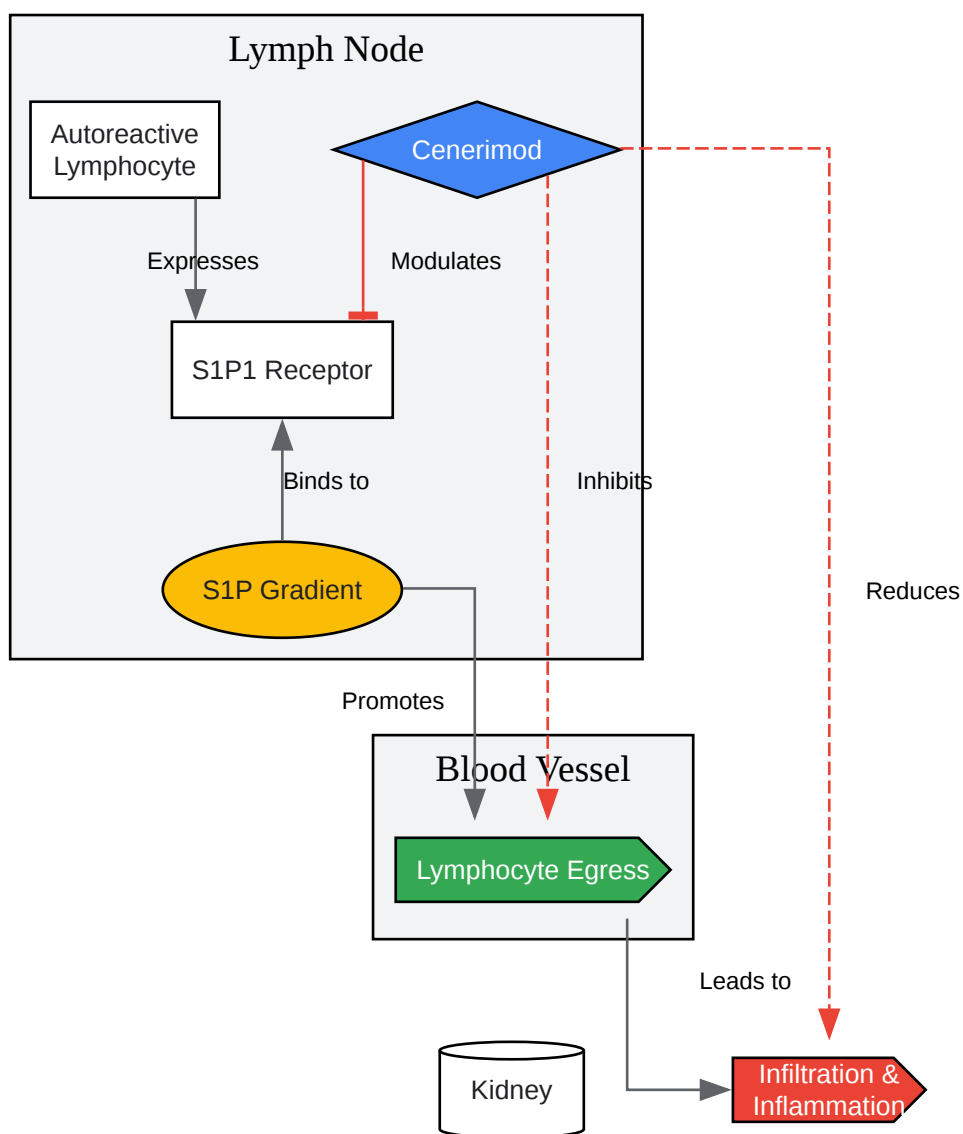 Lymph Node
Autoreactive
Lymphocyte
Cenerimod
Expresses
Modulates
S1P1 Receptor
Binds to
Inhibits
S1P Gradient
Reduces
Promotes
Blood Vessel
Lymphocyte Egress
Leads to
Kidney
Infiltration &
Inflammation